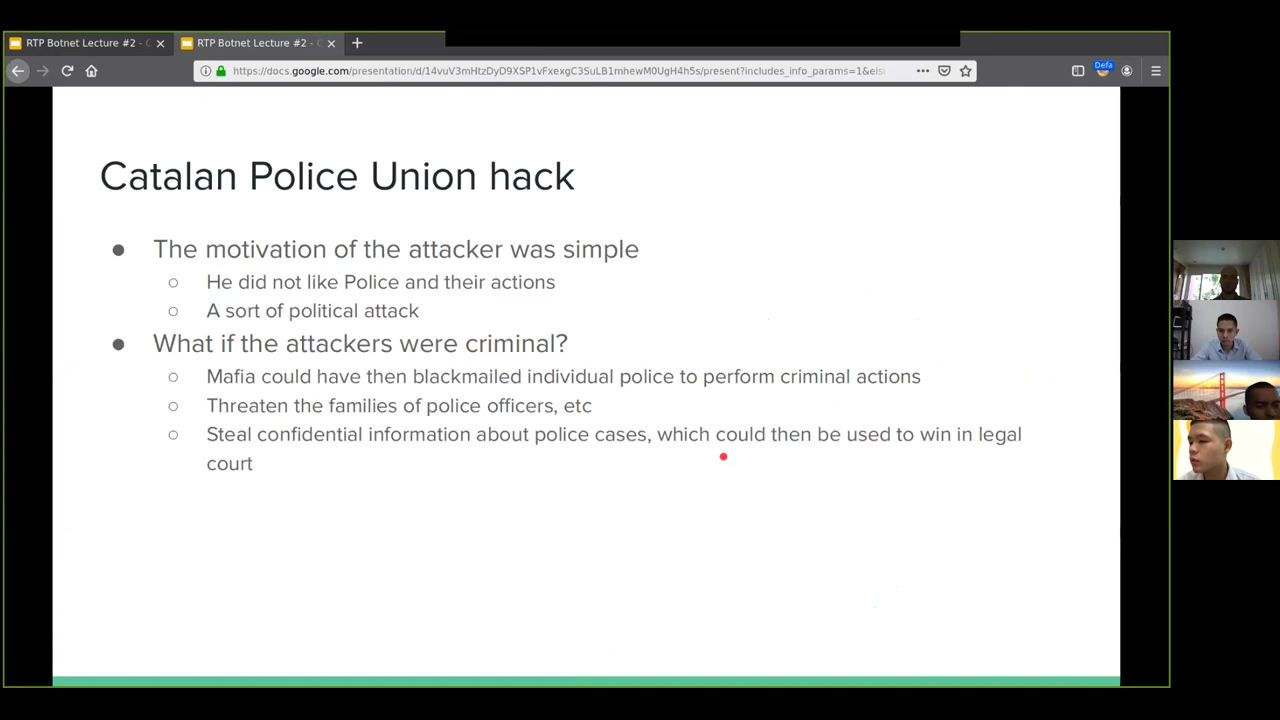 RTP Botnet Lecture #2 - 
RTP Botnet Lecture #2 - 
https://docs.google.com/presentation/d/14vuV3mHtzDyD9XSP1vFxexgC3SuLB1mhewM0UgH4h5s/present?includes_info_params=1&eis
Defa
Catalan Police Union hack
● The motivation of the attacker was simple
○ He did not like Police and their actions
○ A sort of political attack
● What if the attackers were criminal?
○ Mafia could have then blackmailed individual police to perform criminal actions
○ Threaten the families of police officers, etc
○ Steal confidential information about police cases, which could then be used to win in legal
court